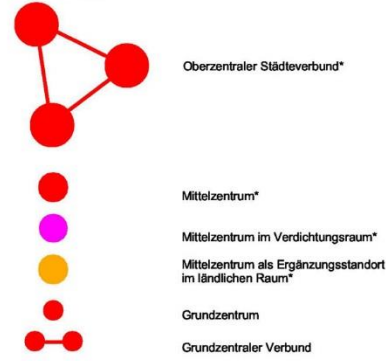 Oberzentraler Städteverbund*
Mittelzentrum*
Mittelzentrum im Verdichtungsraum*
Mittelzentrum als Ergänzungsstandort
im ländlichen Raum*
Grundzentrum
Grundzentraler Verbund